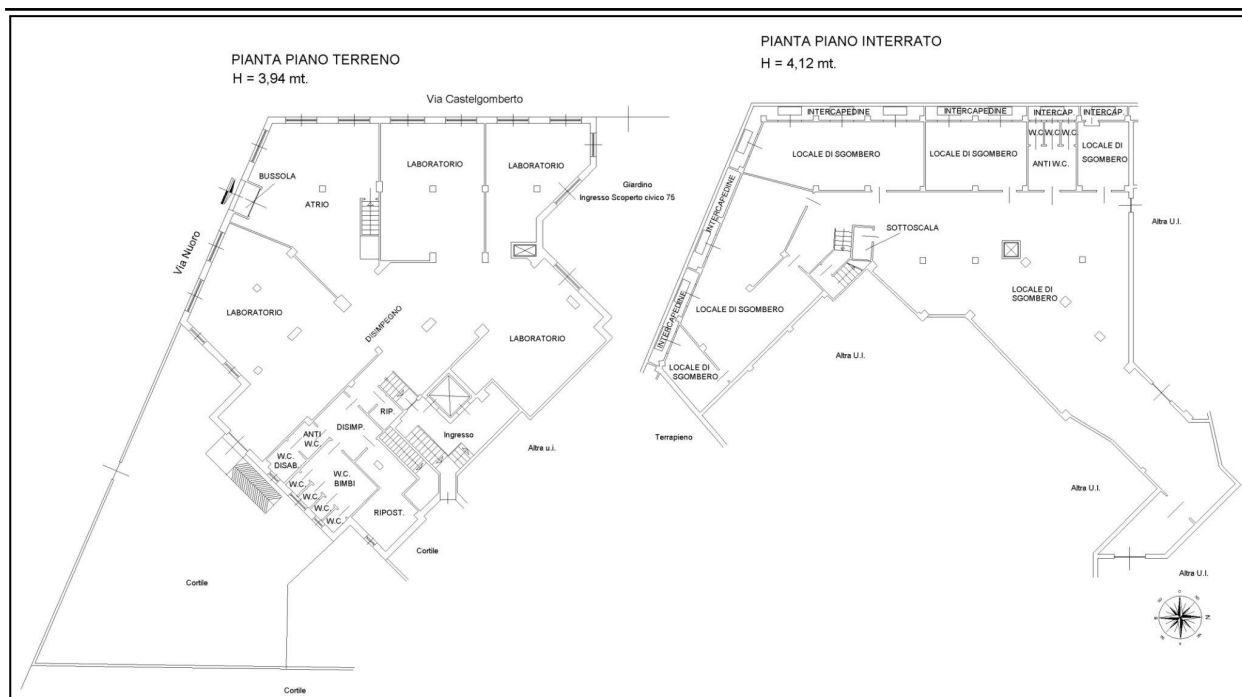 PIANTA PIANO TERRENO
H = 3,94 mt.
Via Castelgomberto
LABORATORIO
LABORATORIO
BUSSOLA
ATRIO
Giardino
Ingresso Scoperto civico 75
Via Nuoro
LABORATORIO
DISIMPEGNO
LABORATORIO
RIP.
DISIMP.
ANTI
W.C.
Ingresso
Altra u.i.
W.C.
DISAB.
W.C.
BIMBI
W.C.
W.C.
W.C.
W.C.
RIPOST.
Cortile
Cortile
Cortile
PIANTA PIANO INTERRATO
H = 4,12 mt.
INTERCAPEDINE
INTERCAPEDINE
INTERCAP.
INTERCAP.
W.C.
W.C.
W.C.
LOCALE DI SGOMBERO
LOCALE DI SGOMBERO
ANTI W.C.
LOCALE DI
SGOMBERO
INTERCAPEDINE
Altra U.I.
SOTTOSCALA
LOCALE DI
SGOMBERO
LOCALE DI SGOMBERO
INTERCAPEDINE
Altra U.I.
LOCALE DI
SGOMBERO
Terrapieno
Altra U.I.
Altra U.I.
N